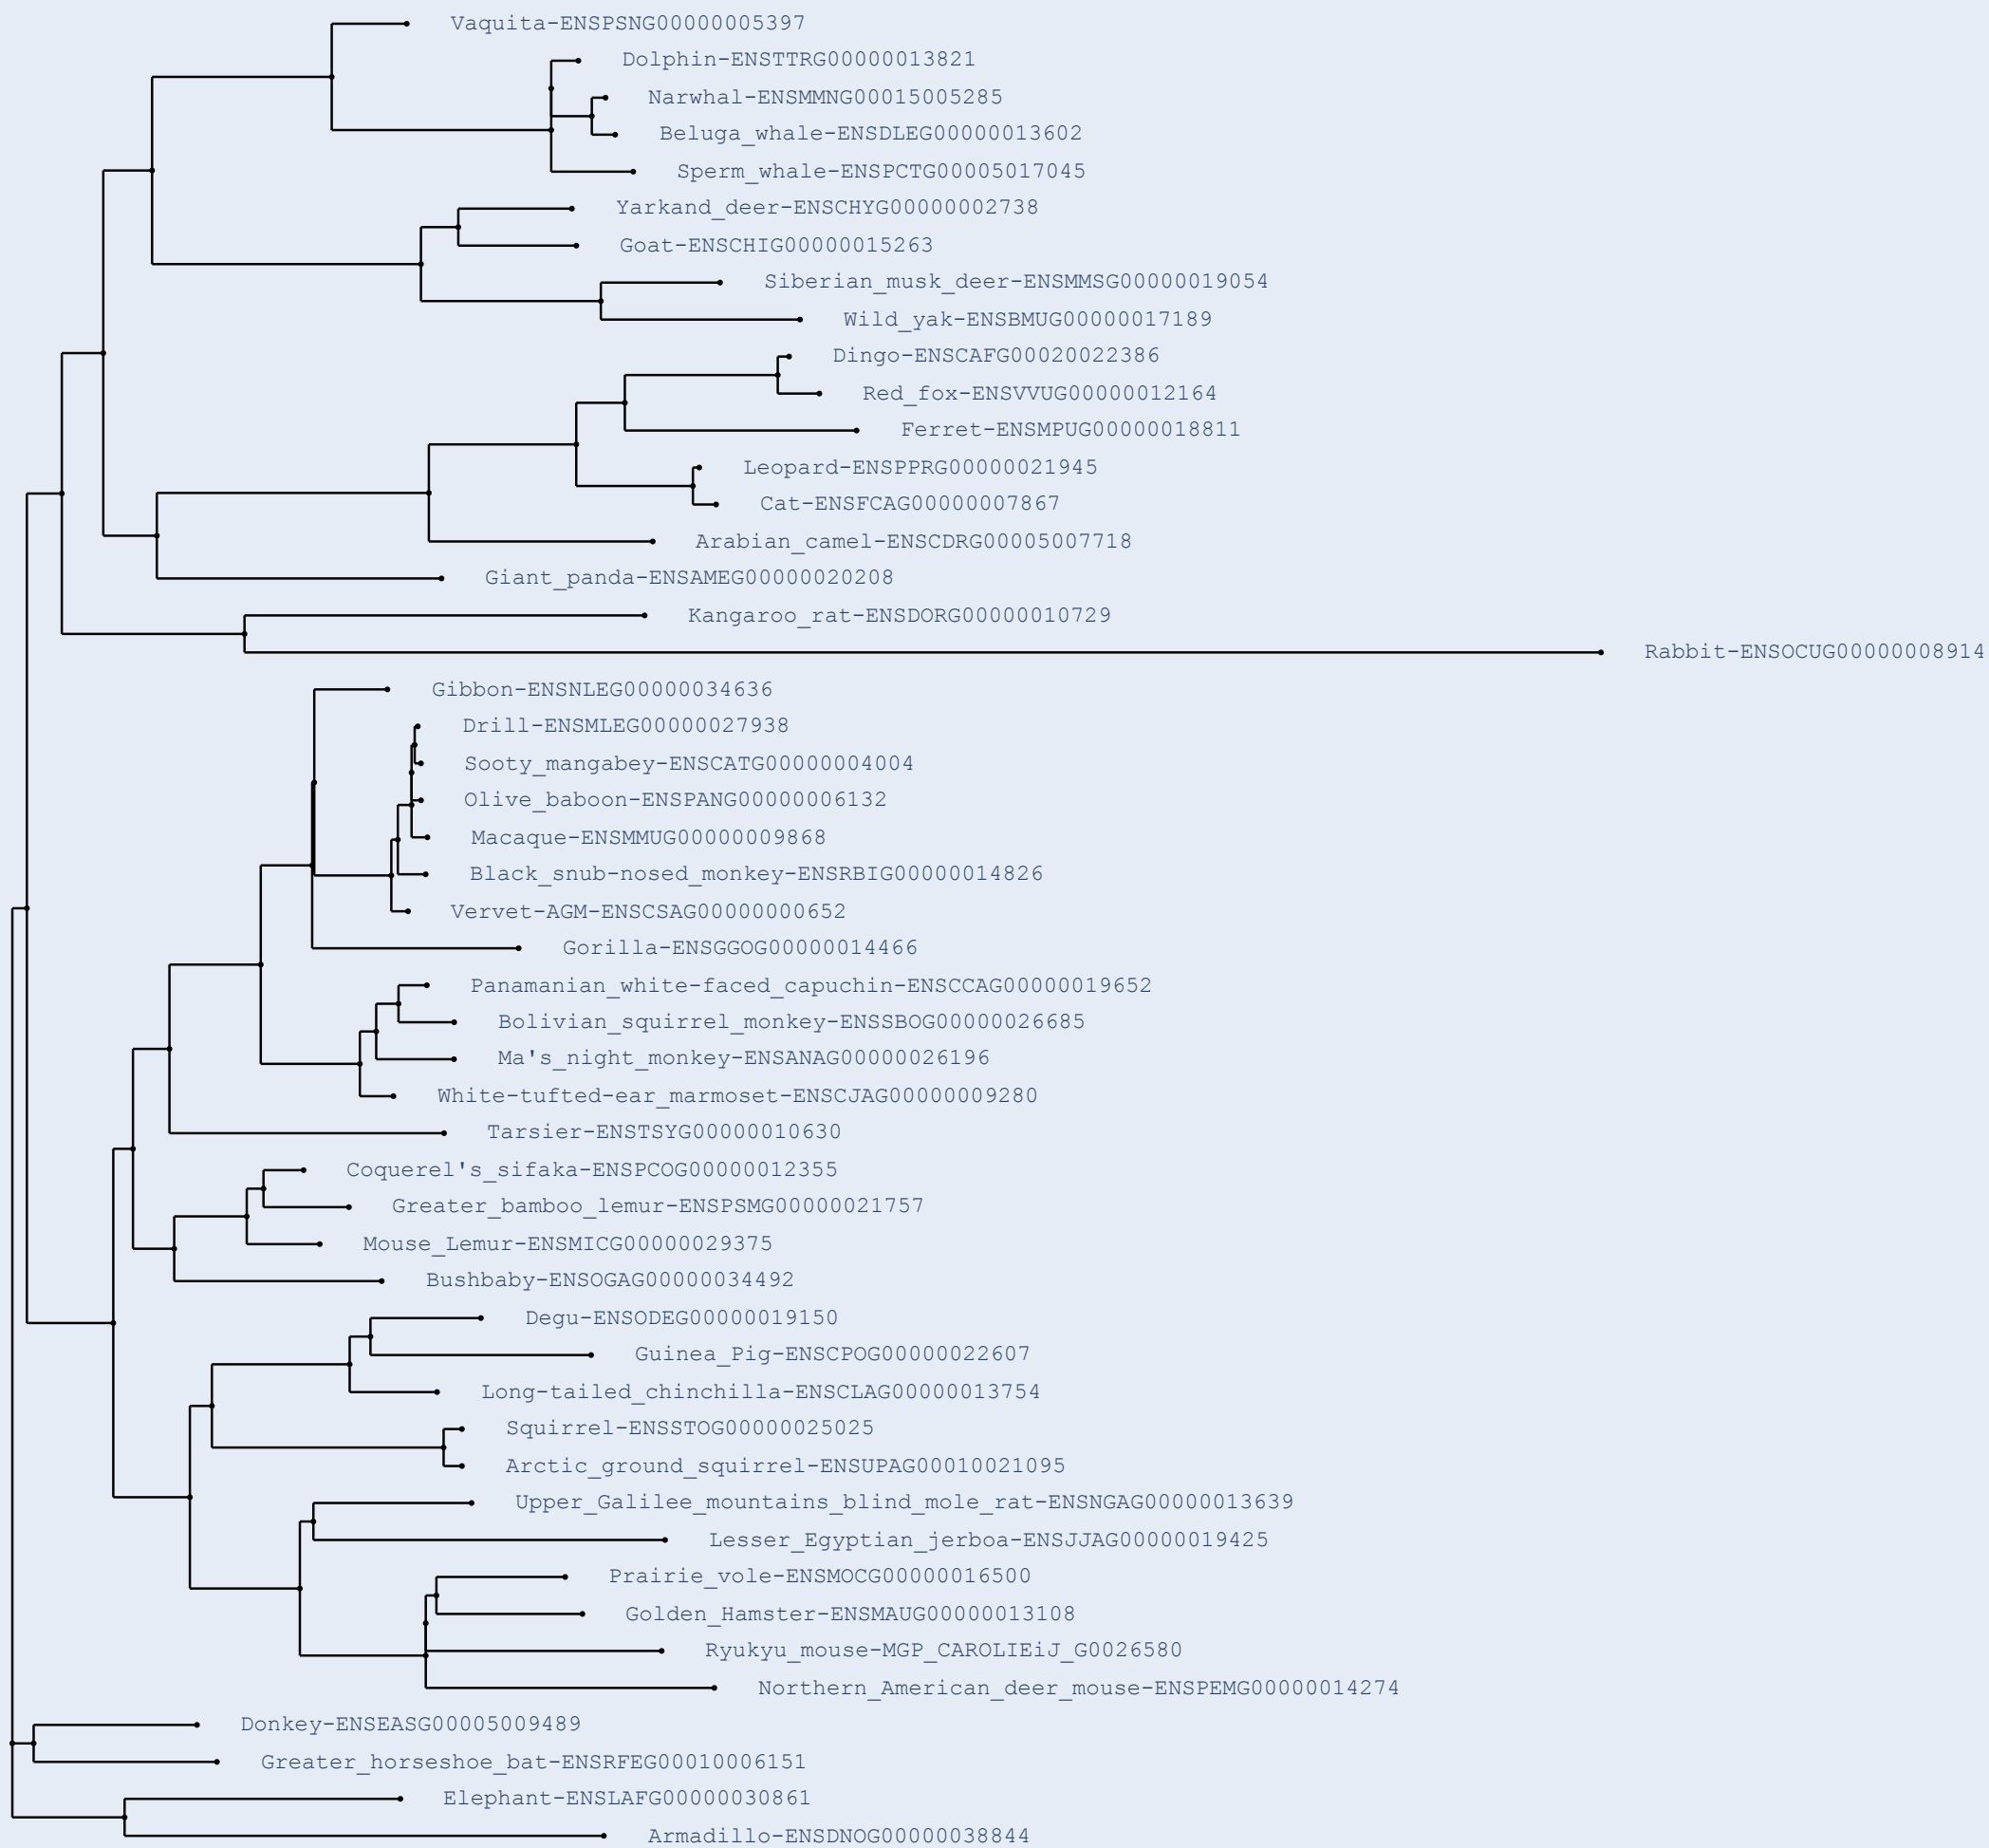 Vaquita-ENSPSNG00000005397
Dolphin-ENSTTRG00000013821
Narwhal-ENSMMNG00015005285
Beluga_whale-ENSDLEG00000013602
Sperm_whale-ENSPCTG00005017045
Yarkand_deer-ENSCHYG00000002738
Goat-ENSCHIG00000015263
Siberian_musk_deer-ENSMMSG00000019054
Wild_yak-ENSBMUG00000017189
Dingo-ENSCAFG00020022386
Red_fox-ENSVVUG00000012164
Ferret-ENSMPUG00000018811
Leopard-ENSPPRG00000021945
Cat-ENSFCAG00000007867
Arabian_camel-ENSCDRG00005007718
Giant_panda-ENSAMEG00000020208
Kangaroo_rat-ENSDORG00000010729
Rabbit-ENSOCUG00000008914
Gibbon-ENSNLEG00000034636
Drill-ENSMLEG00000027938
Sooty_mangabey-ENSCATG00000004004
Olive_baboon-ENSPANG00000006132
Macaque-ENSMMUG00000009868
Black_snub-nosed_monkey-ENSRBIG00000014826
Vervet-AGM-ENSCSAG00000000652
Gorilla-ENSGGOG00000014466
Panamanian_white-faced_capuchin-ENSCCAG00000019652
Bolivian_squirrel_monkey-ENSSBOG00000026685
Ma's_night_monkey-ENSANAG00000026196
White-tufted-ear_marmoset-ENSCJAG00000009280
Tarsier-ENSTSYG00000010630
Coquerel's_sifaka-ENSPCOG00000012355
Greater_bamboo_lemur-ENSPSMG00000021757
Mouse_Lemur-ENSMICG00000029375
Bushbaby-ENSOGAG00000034492
Degu-ENSODEG00000019150
Guinea_Pig-ENSCPOG00000022607
Long-tailed_chinchilla-ENSCLAG00000013754
Squirrel-ENSSTOG00000025025
Arctic_ground_squirrel-ENSUPAG00010021095
Upper_Galilee_mountains_blind_mole_rat-ENSNGAG00000013639
Lesser_Egyptian_jerboa-ENSJJAG00000019425
Prairie_vole-ENSMOCG00000016500
Golden_Hamster-ENSMAUG00000013108
Ryukyu_mouse-MGP_CAROLIEiJ_G0026580
Northern_American_deer_mouse-ENSPEMG00000014274
Donkey-ENSEASG00005009489
Greater_horseshoe_bat-ENSRFEG00010006151
Elephant-ENSLAFG00000030861
Armadillo-ENSDNOG00000038844